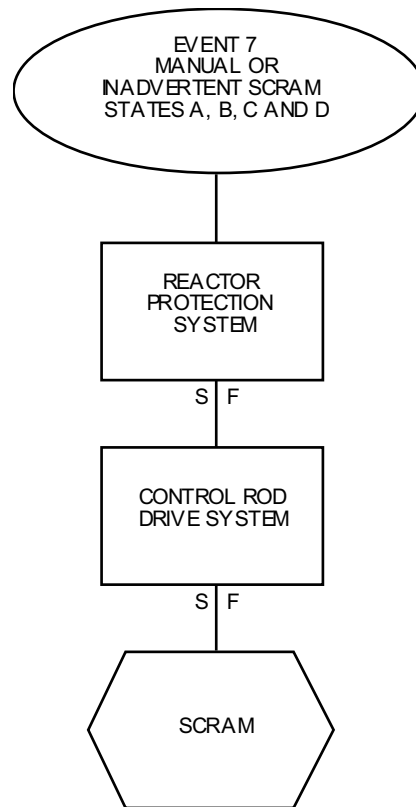 EVENT 7
MANUAL OR
INADVERTENT SCRAM
STATES A, B, C AND D
REACTOR
PROTECTION
SYSTEM
S F
CONTROL ROD
DRIVE SYSTEM
S F
SCRAM